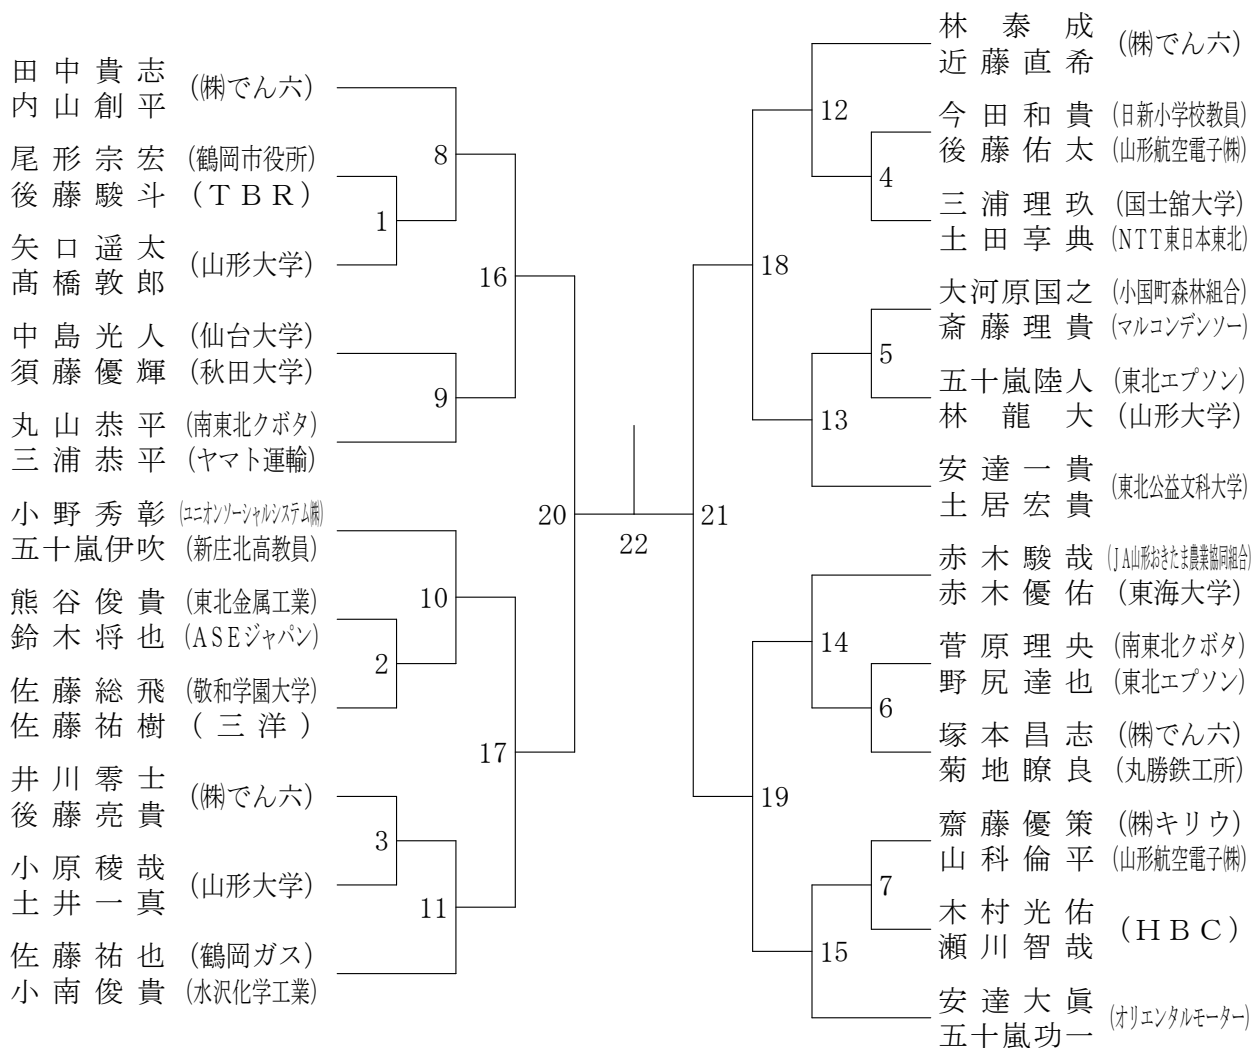 田中貴志 (㈱でん六)
内山創平
8
尾形宗宏 (鶴岡市役所)
後藤駿斗 (TBR)
1
矢口遥太 (山形大学)
髙橋敦郎
16
中島光人 (仙台大学)
須藤優輝 (秋田大学)
9
丸山恭平 (南東北クボタ)
三浦恭平 (ヤマト運輸)
20
小野秀彰 (ユニオンソーシャルシステム㈱)
五十嵐伊吹 (新庄北高教員)
10
熊谷俊貴 (東北金属工業)
鈴木将也 (ASEジャパン)
2
佐藤総飛 (敬和学園大学)
佐藤祐樹 (三洋)
17
井川零士 (㈱でん六)
後藤亮貴
3
小原稜哉 (山形大学)
土井一真
11
佐藤祐也 (鶴岡ガス)
小南俊貴 (水沢化学工業)
22
林泰成 (㈱でん六)
近藤直希
12
今田和貴 (日新小学校教員)
後藤佑太 (山形航空電子㈱)
4
三浦理玖 (国士舘大学)
土田享典 (NTT東日本東北)
18
大河原国之 (小国町森林組合)
斎藤理貴 (マルコンデンソー)
5
五十嵐陸人 (東北エプソン)
林龍大 (山形大学)
13
安達一貴 (東北公益文科大学)
土居宏貴
21
赤木駿哉 (JA山形おきたま農業協同組合)
赤木優佑 (東海大学)
14
菅原理央 (南東北クボタ)
野尻達也 (東北エプソン)
6
塚本昌志 (㈱でん六)
菊地瞭良 (丸勝鉄工所)
19
齋藤優策 (㈱キリウ)
山科倫平 (山形航空電子㈱)
7
木村光佑 (HBC)
瀬川智哉
15
安達大眞 (オリエンタルモーター)
五十嵐功一